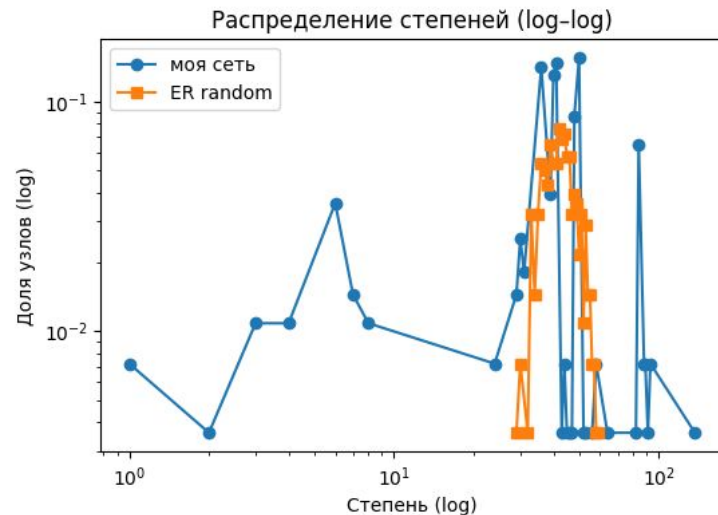 Распределение степеней (log–log)
моя сеть
ER random
10⁻¹
10⁻²
Доля узлов (log)
10⁰
10¹
10²
Степень (log)